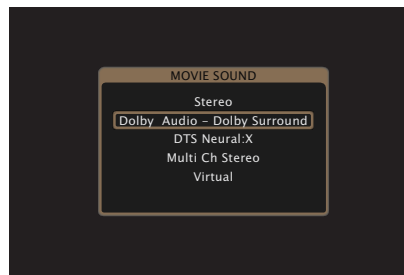 MOVIE SOUND
Stereo
Dolby Audio – Dolby Surround
DTS Neural:X
Multi Ch Stereo
Virtual